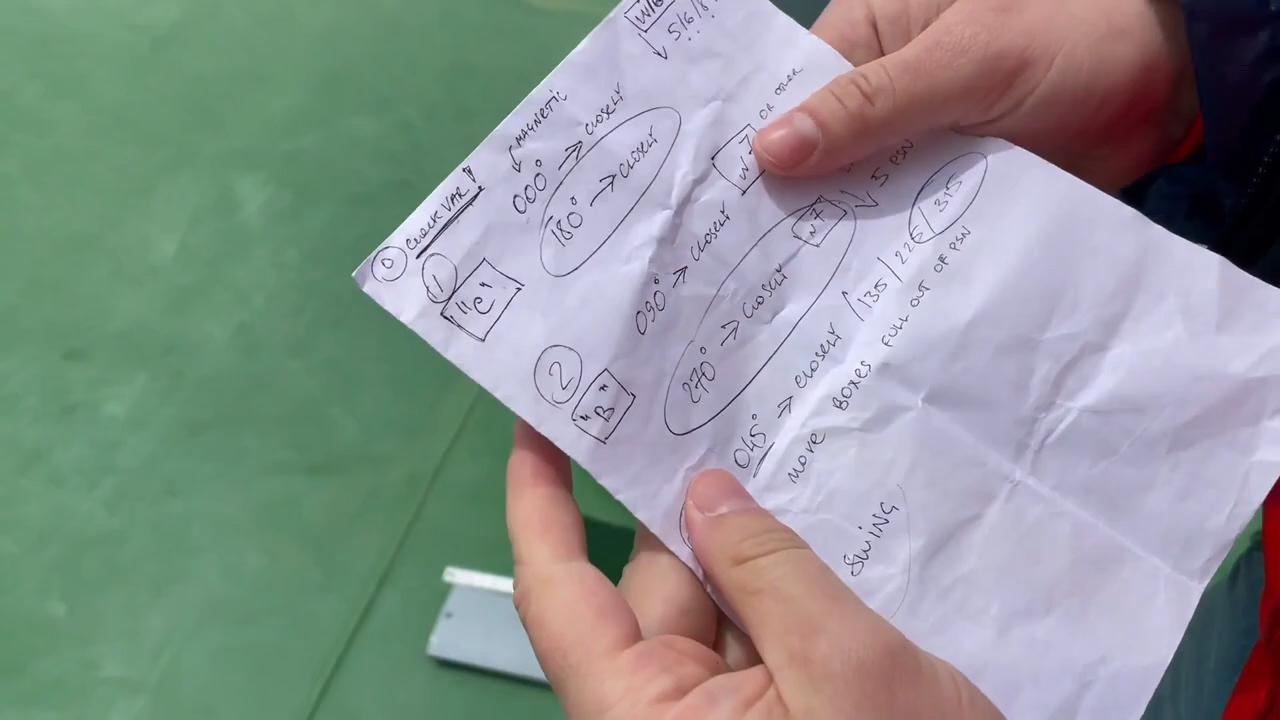 0 CHECK VAR!
1 "C"
MAGNETIC
000° → CLOSELY
180° → CLOSELY
W/6
↓ 5/6/8
2 "B"
090° → CLOSELY W7 OR OTHER
270° → CLOSELY W7
↓ 5 PSN
045° → CLOSELY /135/225/315
MOVE BOXES FULL OUT OF PSN
SWING